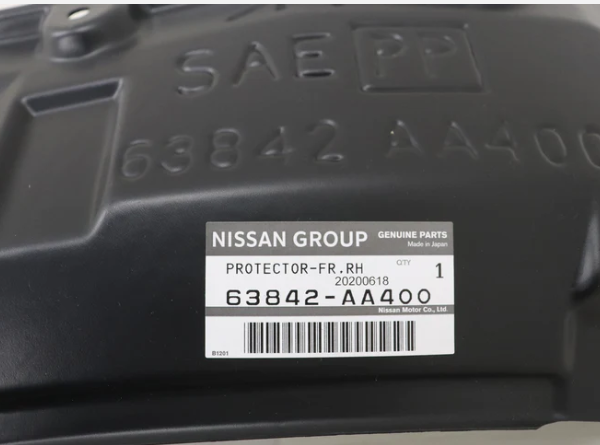 SAE PP
63842 AA400
NISSAN GROUP GENUINE PARTS
Made in Japan
PROTECTOR-FR.RH QTY 1
20200618
63842-AA400
Nissan Motor Co., Ltd.
B1201